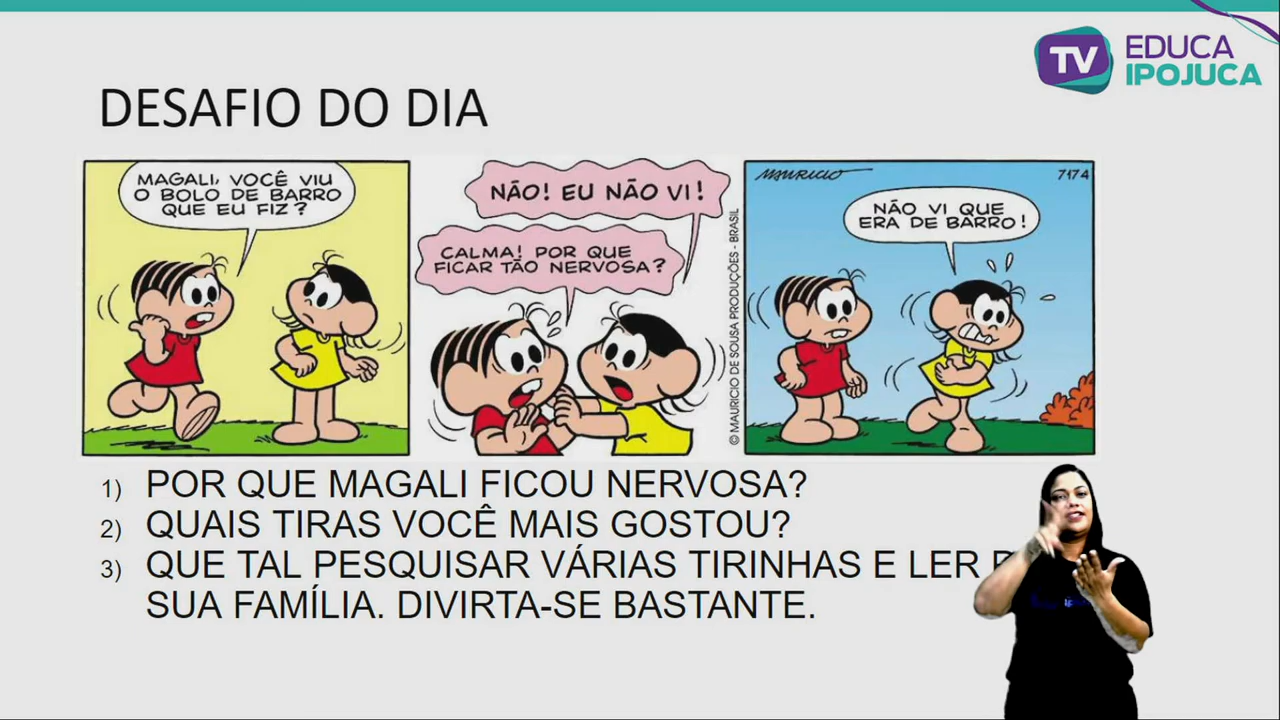 TV EDUCA
IPOJUCA
DESAFIO DO DIA
MAGALI, VOCÊ VIU
O BOLO DE BARRO
QUE EU FIZ?
NÃO! EU NÃO VI!
CALMA! POR QUE
FICAR TÃO NERVOSA?
© MAURICIO DE SOUSA PRODUÇÕES - BRASIL
MAURICIO
7174
NÃO VI QUE
ERA DE BARRO!
1) POR QUE MAGALI FICOU NERVOSA?
2) QUAIS TIRAS VOCÊ MAIS GOSTOU?
3) QUE TAL PESQUISAR VÁRIAS TIRINHAS E LER
SUA FAMÍLIA. DIVIRTA-SE BASTANTE.